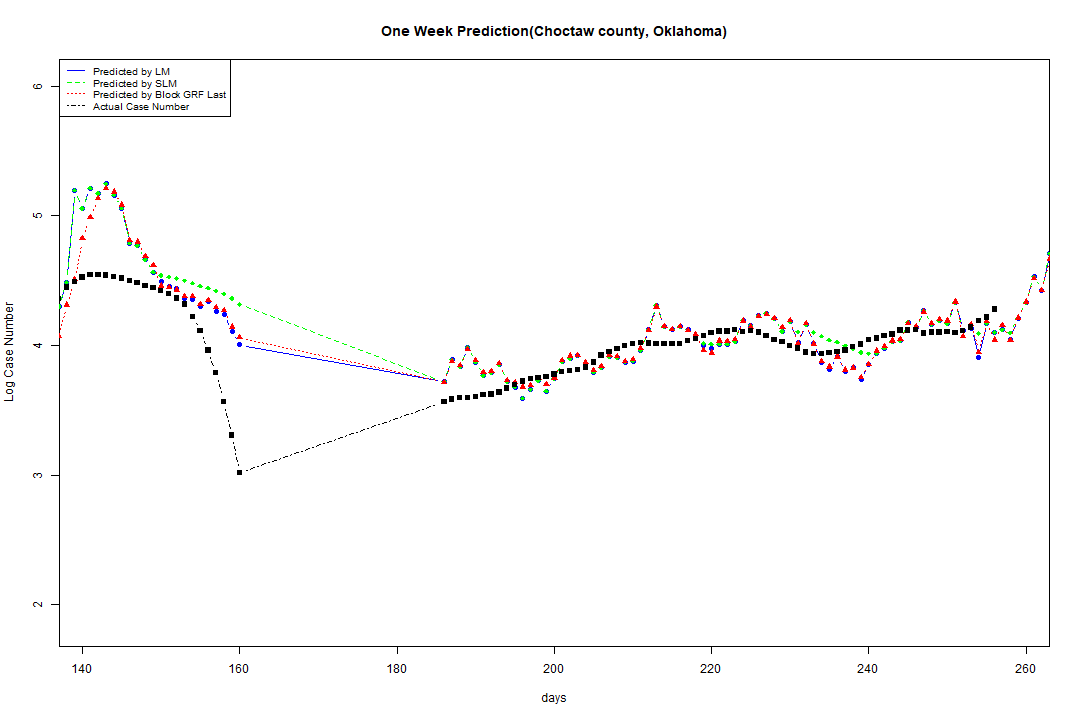 One Week Prediction(Choctaw county, Oklahoma)
Predicted by LM
Predicted by SLM
Predicted by Block GRF Last
Actual Case Number
6
5
4
3
2
Log Case Number
140 160 180 200 220 240 260
days